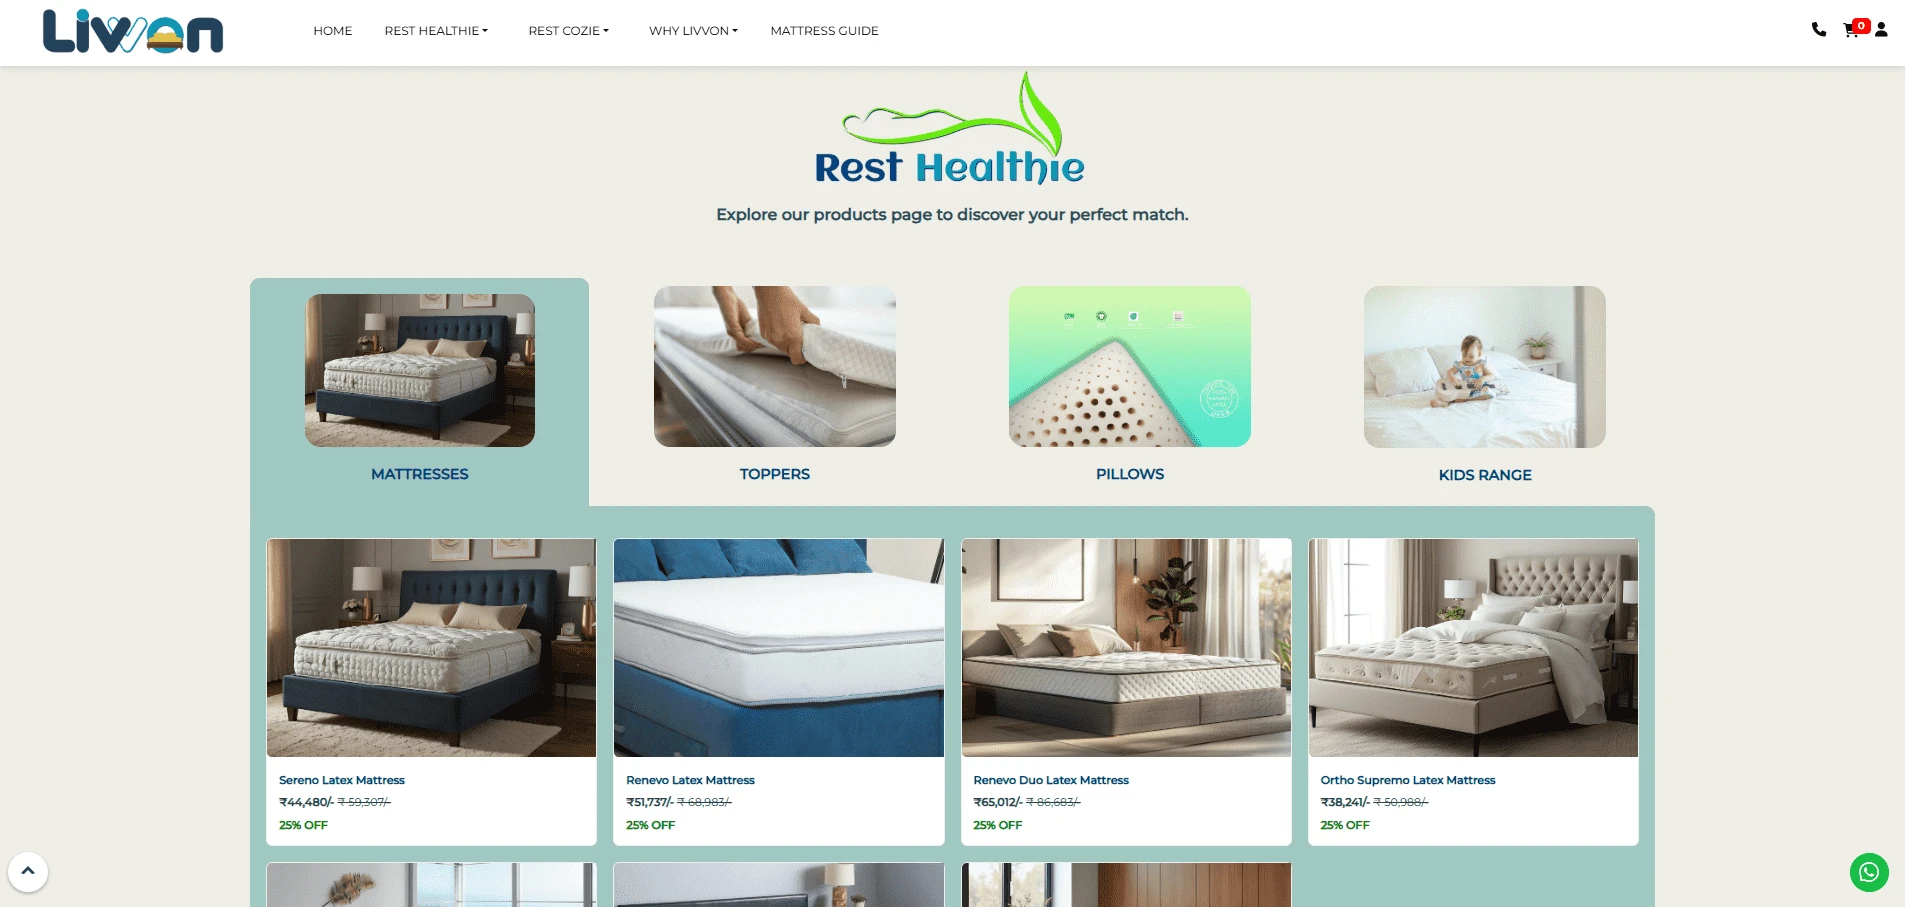 Livvon
HOME
REST HEALTHIE
REST COZIE
WHY LIVVON
MATTRESS GUIDE
0
Rest Healthie
Explore our products page to discover your perfect match.
MATTRESSES
TOPPERS
PILLOWS
KIDS RANGE
Sereno Latex Mattress
₹44,480/- ₹ 59,307/-
25% OFF
Renevo Latex Mattress
₹51,737/- ₹ 68,983/-
25% OFF
Renevo Duo Latex Mattress
₹65,012/- ₹ 86,683/-
25% OFF
Ortho Supremo Latex Mattress
₹38,241/- ₹ 50,988/-
25% OFF